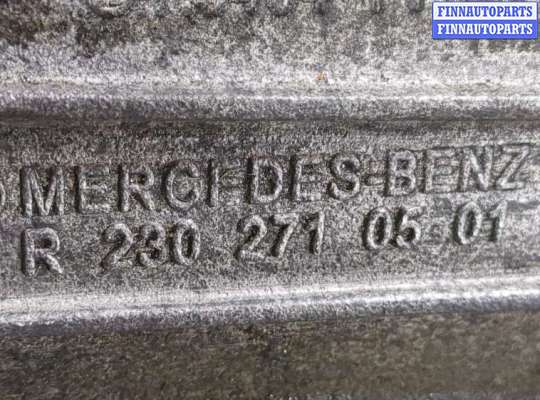 FINNAUTOPARTS
FINNAUTOPARTS
MERCEDES-BENZ
R 230 271 05 01